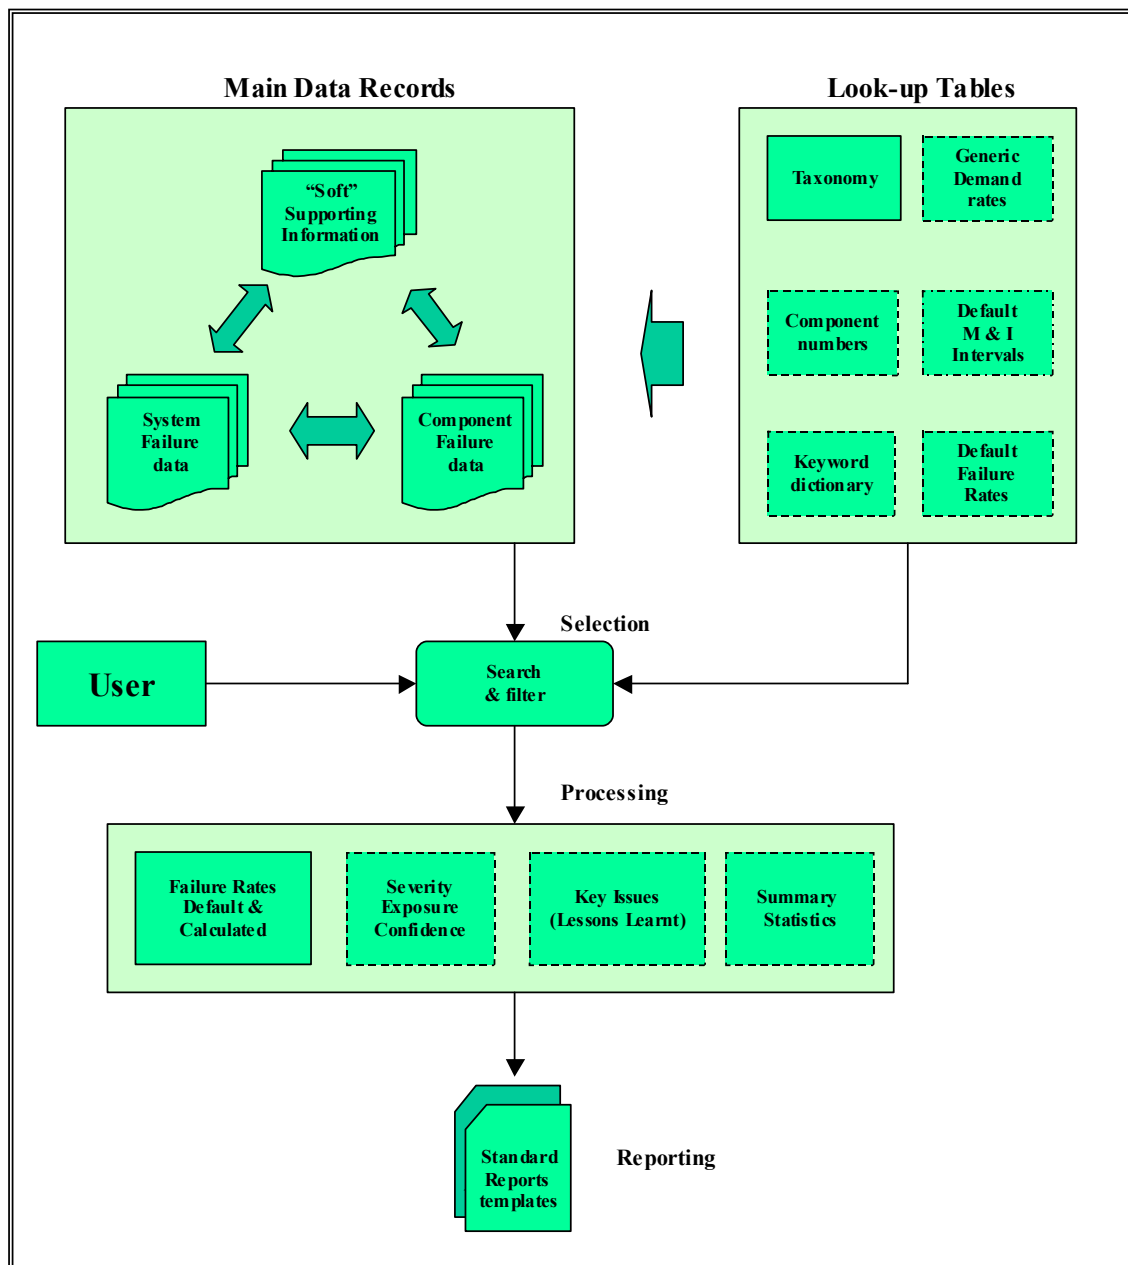 Main Data Records
Look-up Tables
“Soft”
Supporting
Information
System
Failure
data
Component
Failure
data
Taxonomy
Generic
Demand
rates
Component
numbers
Default
M & I
Intervals
Keyword
dictionary
Default
Failure
Rates
Selection
User
Search
& filter
Processing
Failure Rates
Default &
Calculated
Severity
Exposure
Confidence
Key Issues
(Lessons Learnt)
Summary
Statistics
Standard
Reports
templates
Reporting